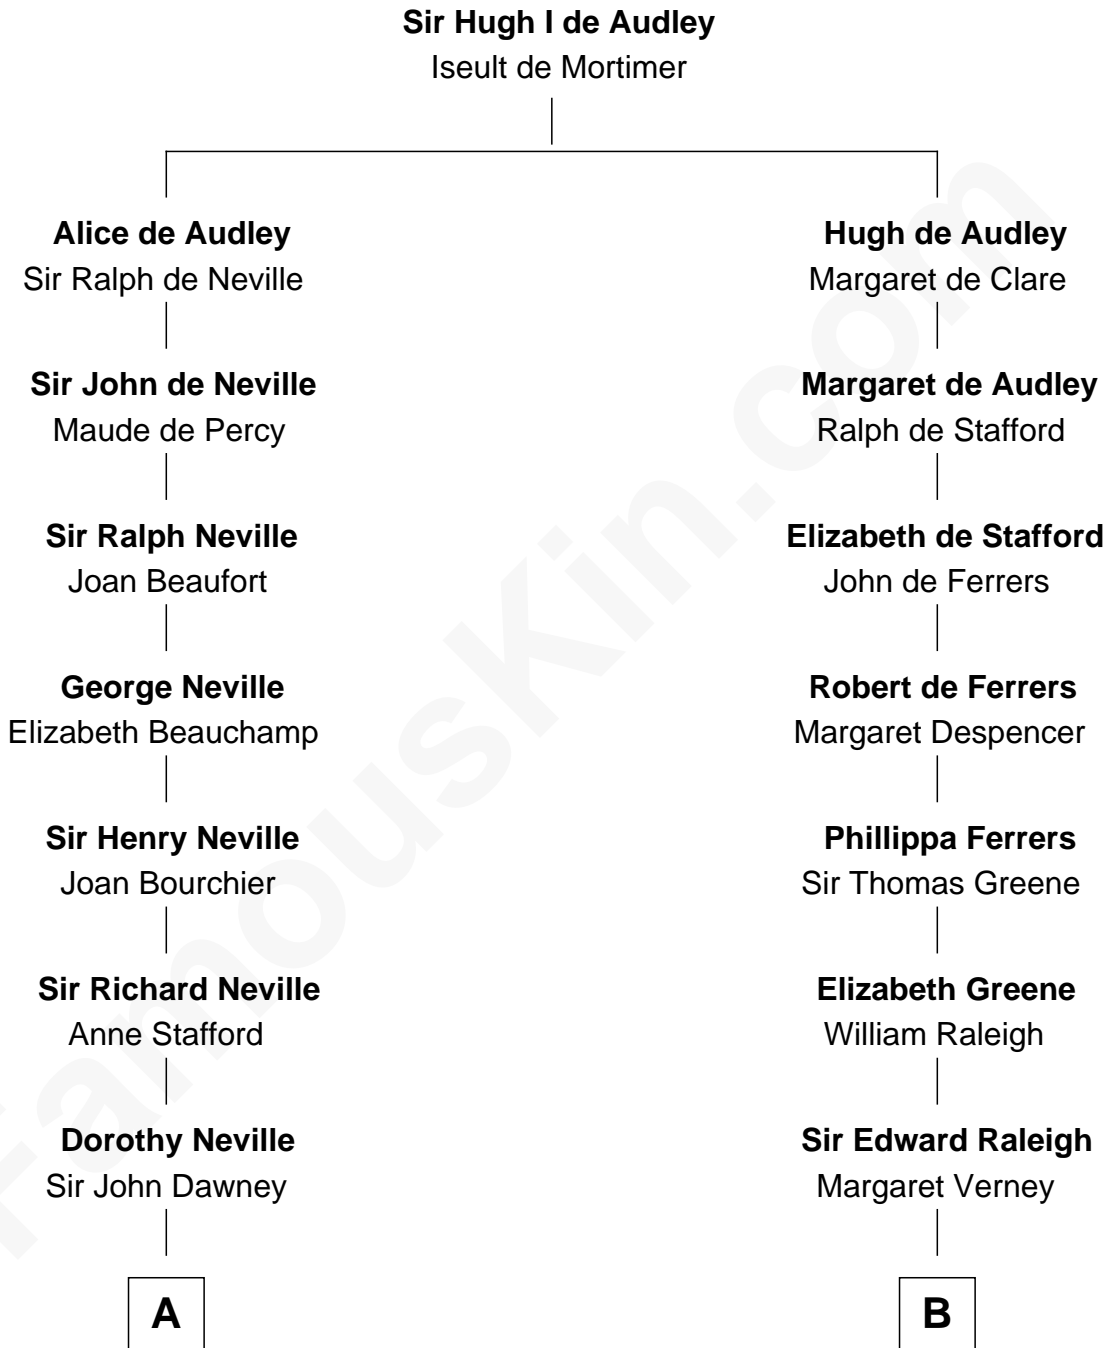 Sir Hugh I de Audley
Iseult de Mortimer
Alice de Audley
Sir Ralph de Neville
Hugh de Audley
Margaret de Clare
Sir John de Neville
Maude de Percy
Margaret de Audley
Ralph de Stafford
Sir Ralph Neville
Joan Beaufort
Elizabeth de Stafford
John de Ferrers
George Neville
Elizabeth Beauchamp
Robert de Ferrers
Margaret Despencer
Sir Henry Neville
Joan Bourchier
Phillippa Ferrers
Sir Thomas Greene
Sir Richard Neville
Anne Stafford
Elizabeth Greene
William Raleigh
Dorothy Neville
Sir John Dawney
Sir Edward Raleigh
Margaret Verney
A
B
FamousKin.com